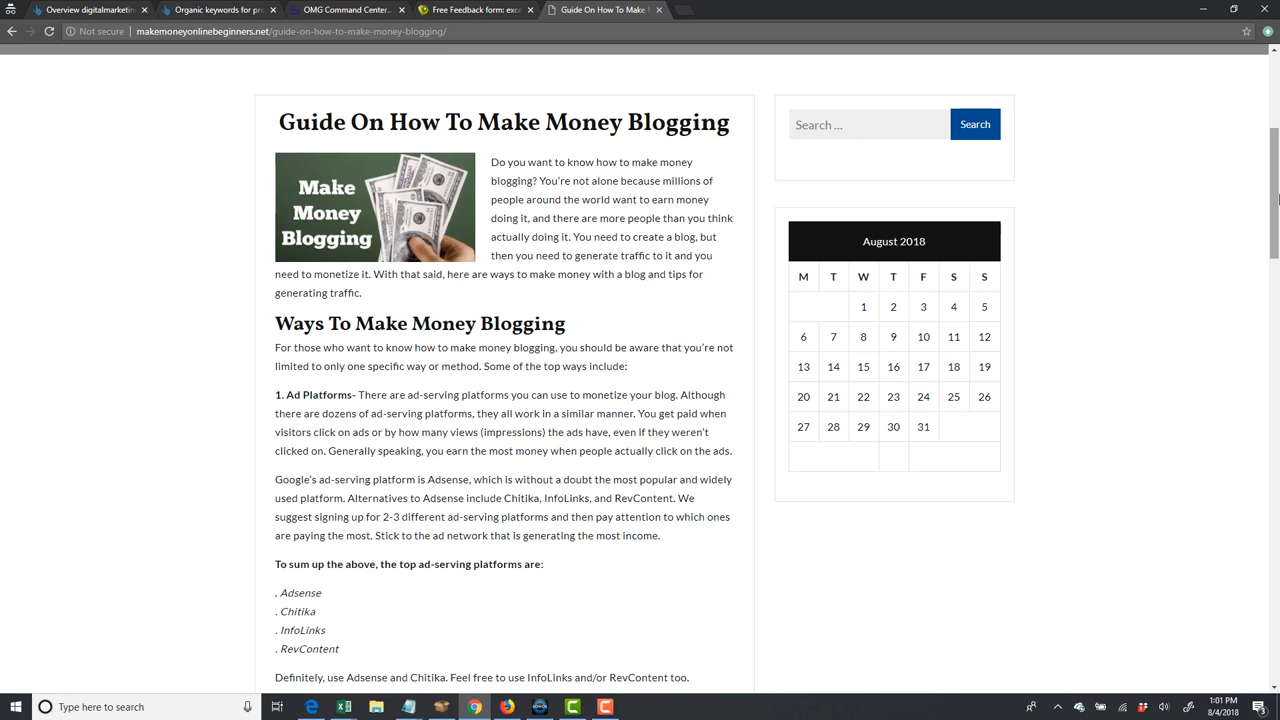 Overview digitalmarketin
Organic keywords for pro
OMG Command Center
Free Feedback form: exce
Guide On How To Make M
Not secure
makemoneyonlinebeginners.net/guide-on-how-to-make-money-blogging/
Guide On How To Make Money Blogging
Make
Money
Blogging
Do you want to know how to make money
blogging? You're not alone because millions of
people around the world want to earn money
doing it, and there are more people than you think
actually doing it. You need to create a blog, but
then you need to generate traffic to it and you
need to monetize it. With that said, here are ways to make money with a blog and tips for
generating traffic.
Ways To Make Money Blogging
For those who want to know how to make money blogging, you should be aware that you're not
limited to only one specific way or method. Some of the top ways include:
1. Ad Platforms- There are ad-serving platforms you can use to monetize your blog. Although
there are dozens of ad-serving platforms, they all work in a similar manner. You get paid when
visitors click on ads or by how many views (impressions) the ads have, even if they weren't
clicked on. Generally speaking, you earn the most money when people actually click on the ads.
Google's ad-serving platform is Adsense, which is without a doubt the most popular and widely
used platform. Alternatives to Adsense include Chitika, InfoLinks, and RevContent. We
suggest signing up for 2-3 different ad-serving platforms and then pay attention to which ones
are paying the most. Stick to the ad network that is generating the most income.
To sum up the above, the top ad-serving platforms are:
. Adsense
. Chitika
. InfoLinks
. RevContent
Definitely, use Adsense and Chitika. Feel free to use InfoLinks and/or RevContent too.
Search ...
Search
August 2018
M T W T F S S
1 2 3 4 5
6 7 8 9 10 11 12
13 14 15 16 17 18 19
20 21 22 23 24 25 26
27 28 29 30 31
Type here to search
1:01 PM
8/4/2018